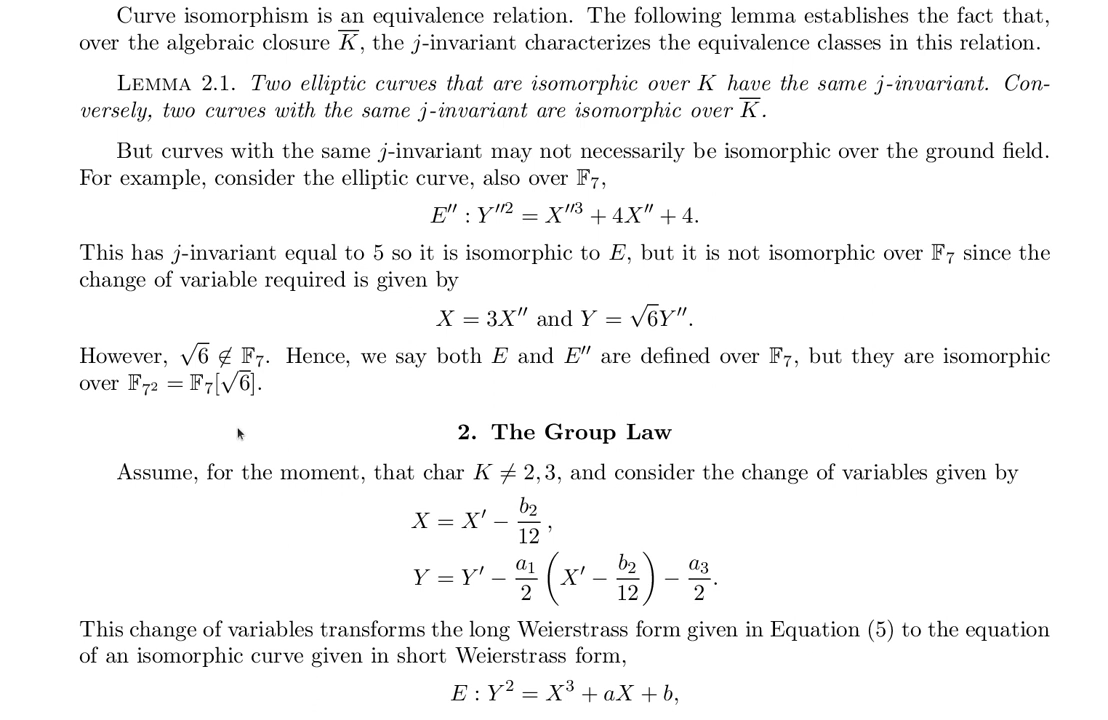 Curve isomorphism is an equivalence relation. The following lemma establishes the fact that,
over the algebraic closure K̅, the j-invariant characterizes the equivalence classes in this relation.
LEMMA 2.1. Two elliptic curves that are isomorphic over K have the same j-invariant. Con-
versely, two curves with the same j-invariant are isomorphic over K̅.
But curves with the same j-invariant may not necessarily be isomorphic over the ground field.
For example, consider the elliptic curve, also over 𝔽₇,
E″ : Y″² = X″³ + 4X″ + 4.
This has j-invariant equal to 5 so it is isomorphic to E, but it is not isomorphic over 𝔽₇ since the
change of variable required is given by
X = 3X″ and Y = √6Y″.
However, √6 ∉ 𝔽₇. Hence, we say both E and E″ are defined over 𝔽₇, but they are isomorphic
over 𝔽₇² = 𝔽₇[√6].
2. The Group Law
Assume, for the moment, that char K ≠ 2, 3, and consider the change of variables given by
X = X′ − b₂/12,
Y = Y′ − a₁/2 (X′ − b₂/12) − a₃/2.
This change of variables transforms the long Weierstrass form given in Equation (5) to the equation
of an isomorphic curve given in short Weierstrass form,
E : Y² = X³ + aX + b,